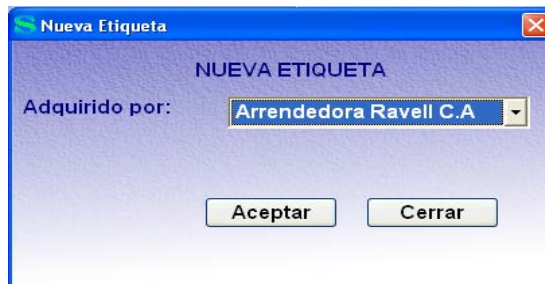 Nueva Etiqueta
NUEVA ETIQUETA
Adquirido por: Arrendedora Ravell C.A
Aceptar Cerrar